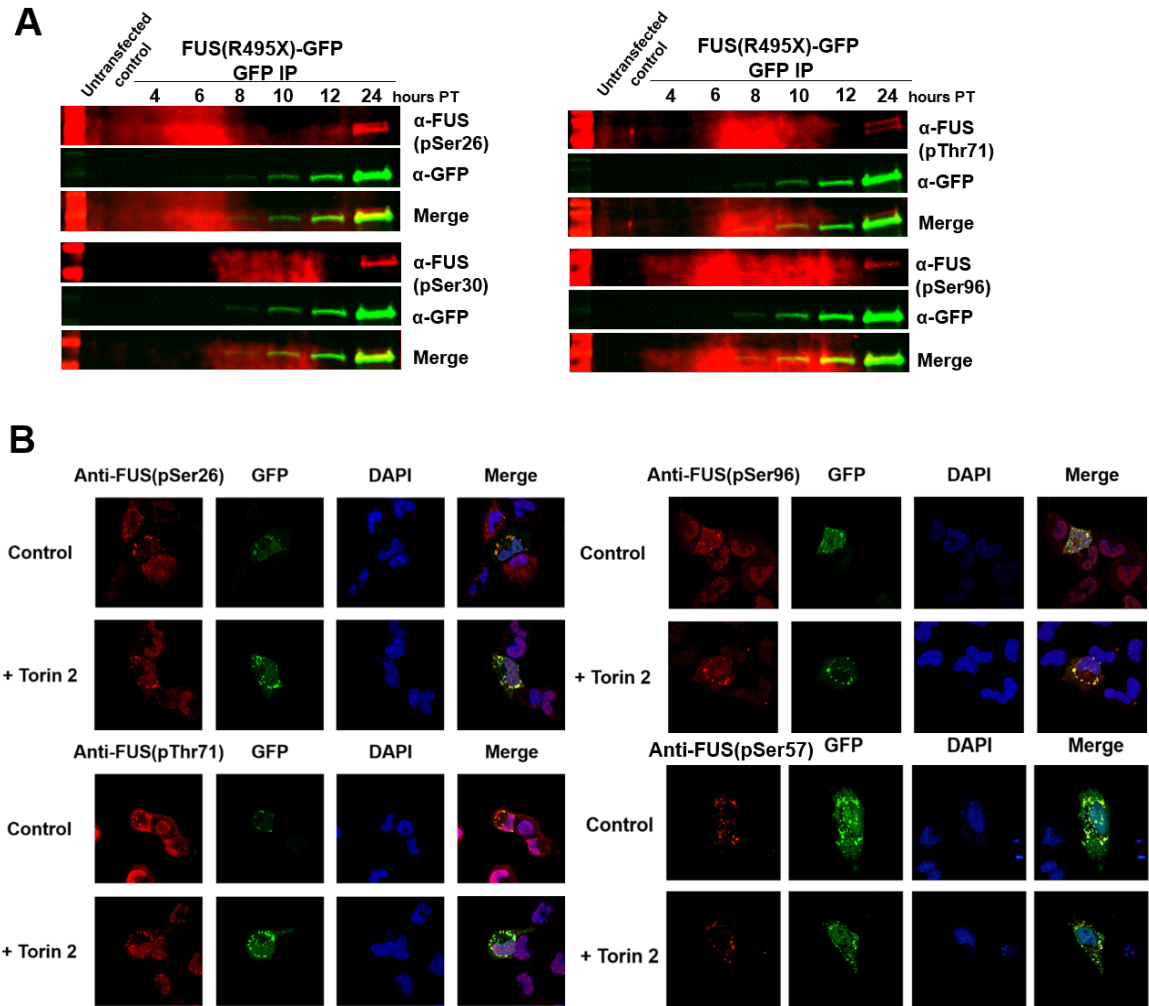 A
Untransfected
control
FUS(R495X)-GFP
GFP IP
4 6 8 10 12 24 hours PT
α-FUS
(pSer26)
α-GFP
Merge
α-FUS
(pSer30)
α-GFP
Merge
Untransfected
control
FUS(R495X)-GFP
GFP IP
4 6 8 10 12 24 hours PT
α-FUS
(pThr71)
α-GFP
Merge
α-FUS
(pSer96)
α-GFP
Merge
B
Anti-FUS(pSer26) GFP DAPI Merge
Control
+ Torin 2
Anti-FUS(pSer96) GFP DAPI Merge
Control
+ Torin 2
Anti-FUS(pThr71) GFP DAPI Merge
Control
+ Torin 2
Anti-FUS(pSer57) GFP DAPI Merge
Control
+ Torin 2